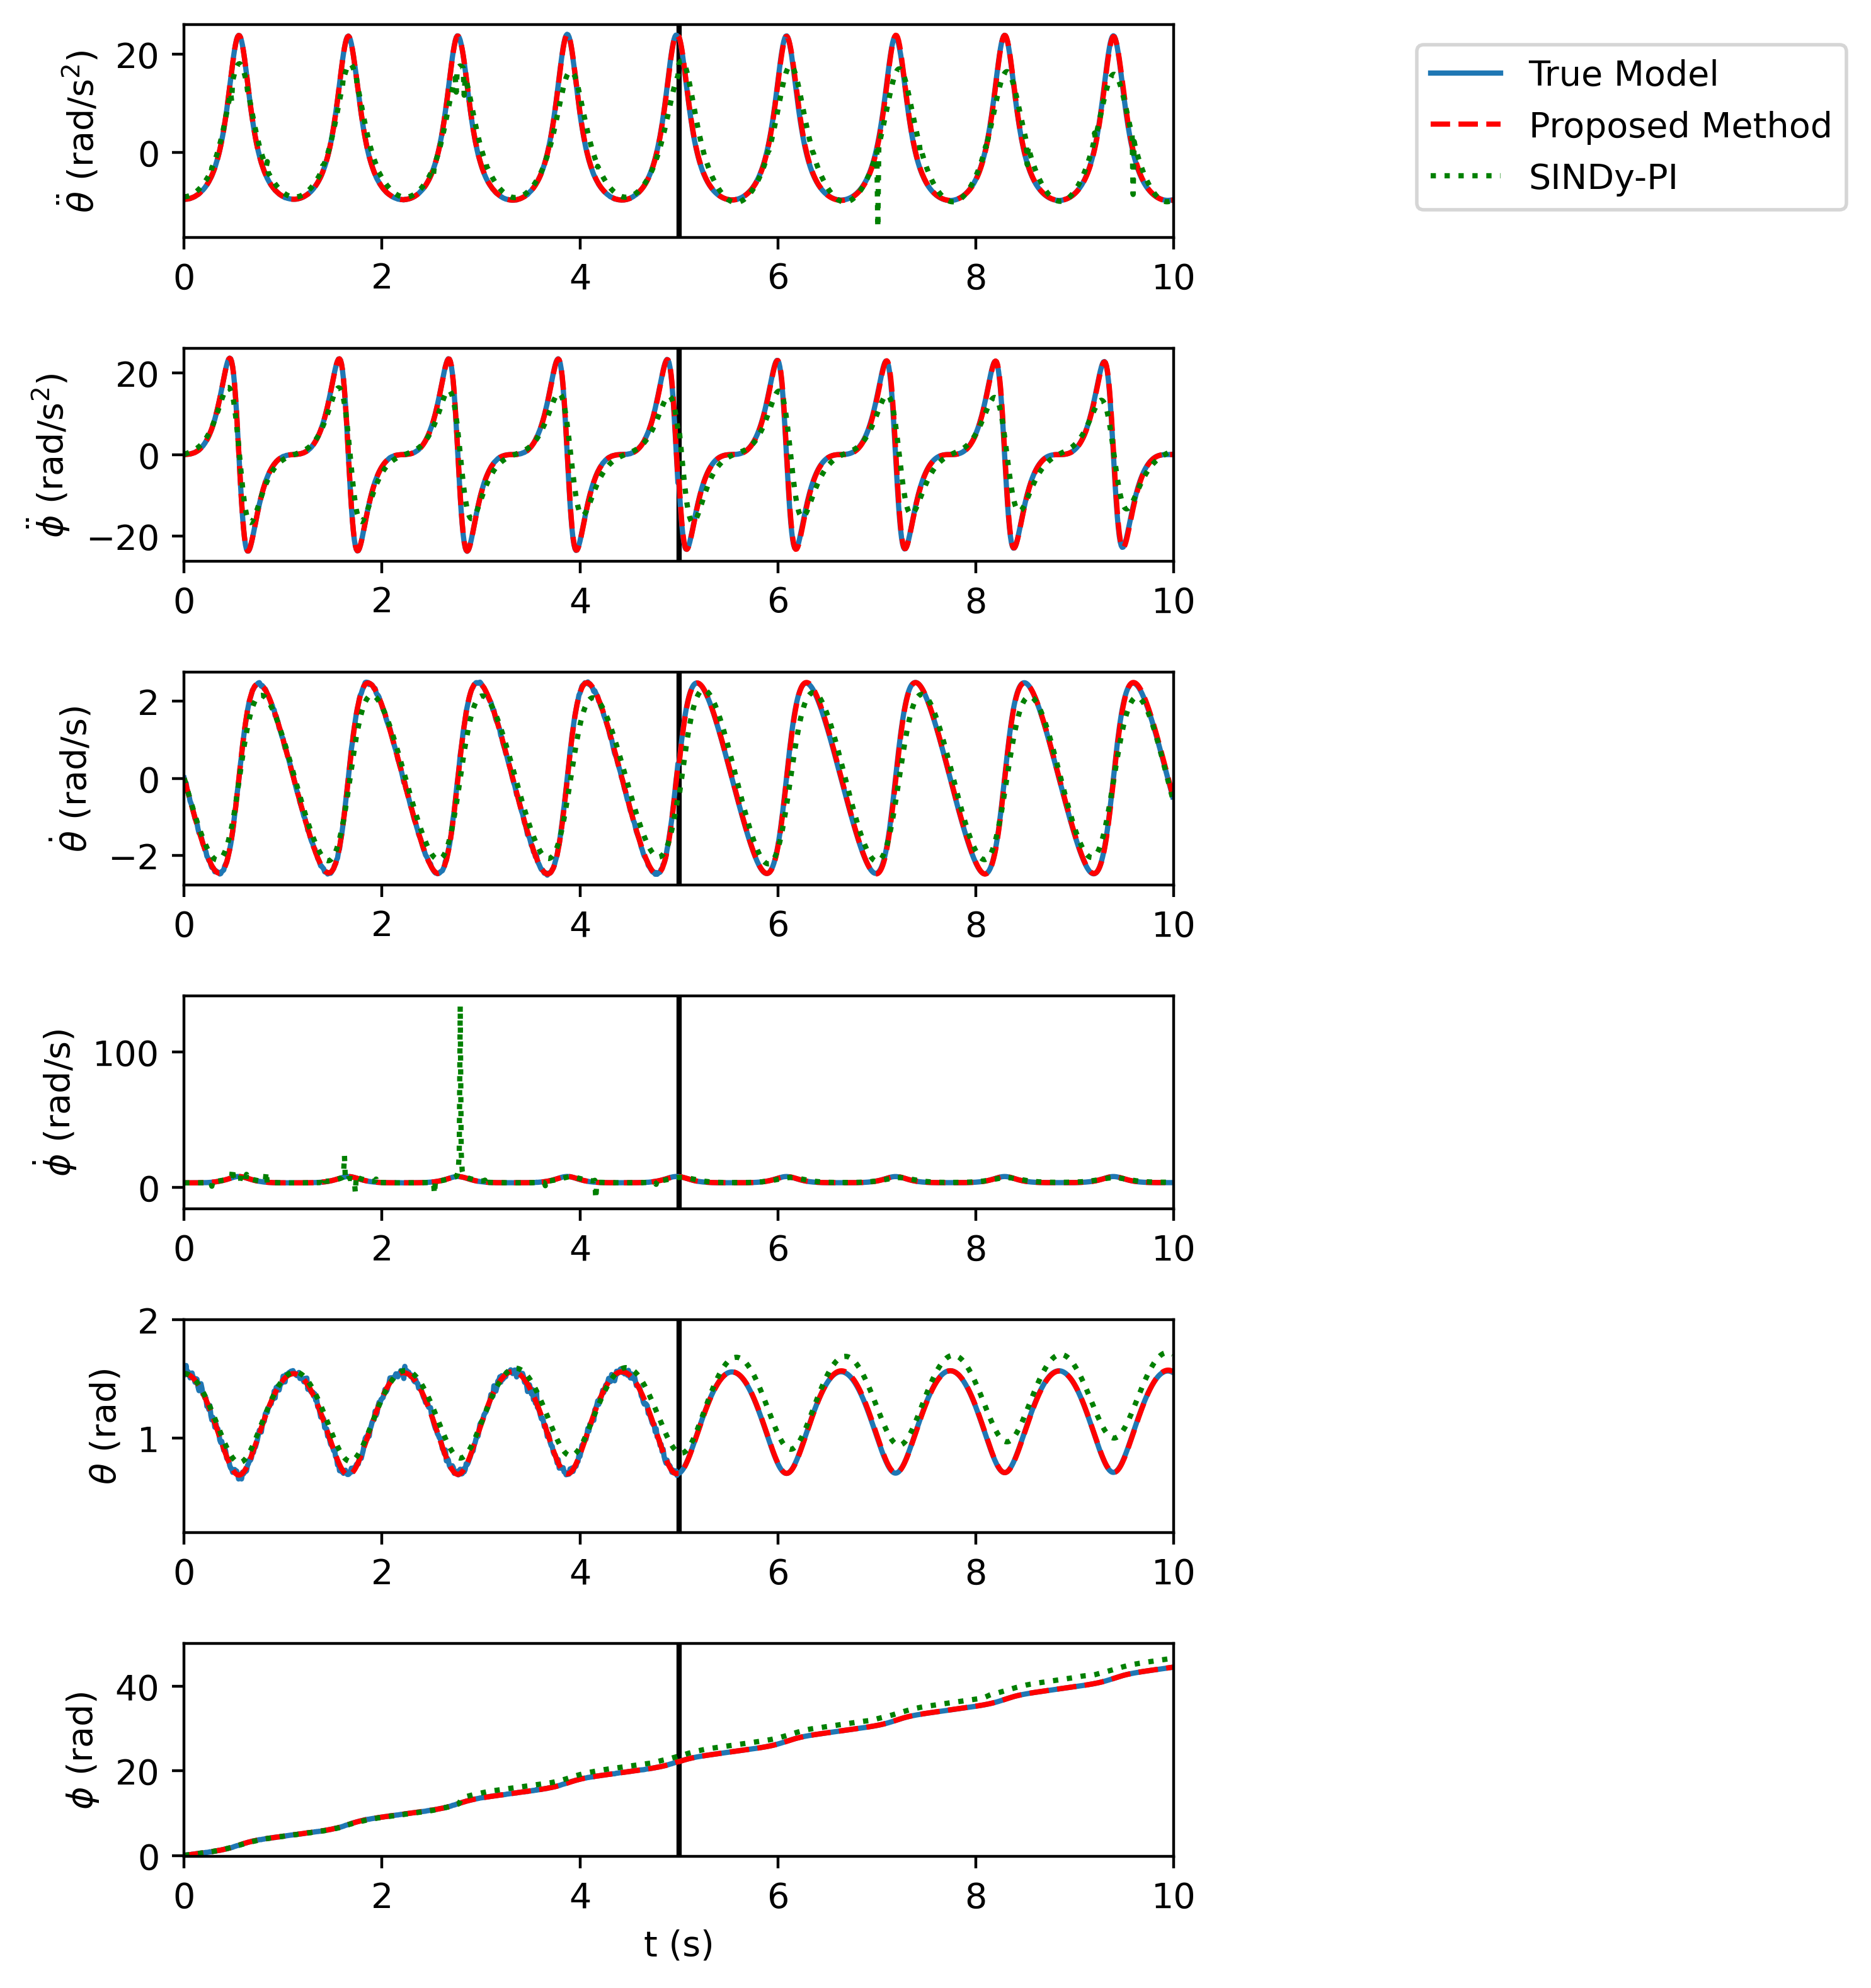 θ̈ (rad/s²)
20
0
0 2 4 6 8 10
True Model
Proposed Method
SINDy-PI
ϕ̈ (rad/s²)
20
0
−20
0 2 4 6 8 10
θ̇ (rad/s)
2
0
−2
0 2 4 6 8 10
ϕ̇ (rad/s)
100
0
0 2 4 6 8 10
θ (rad)
2
1
0 2 4 6 8 10
ϕ (rad)
40
20
0
0 2 4 6 8 10
t (s)